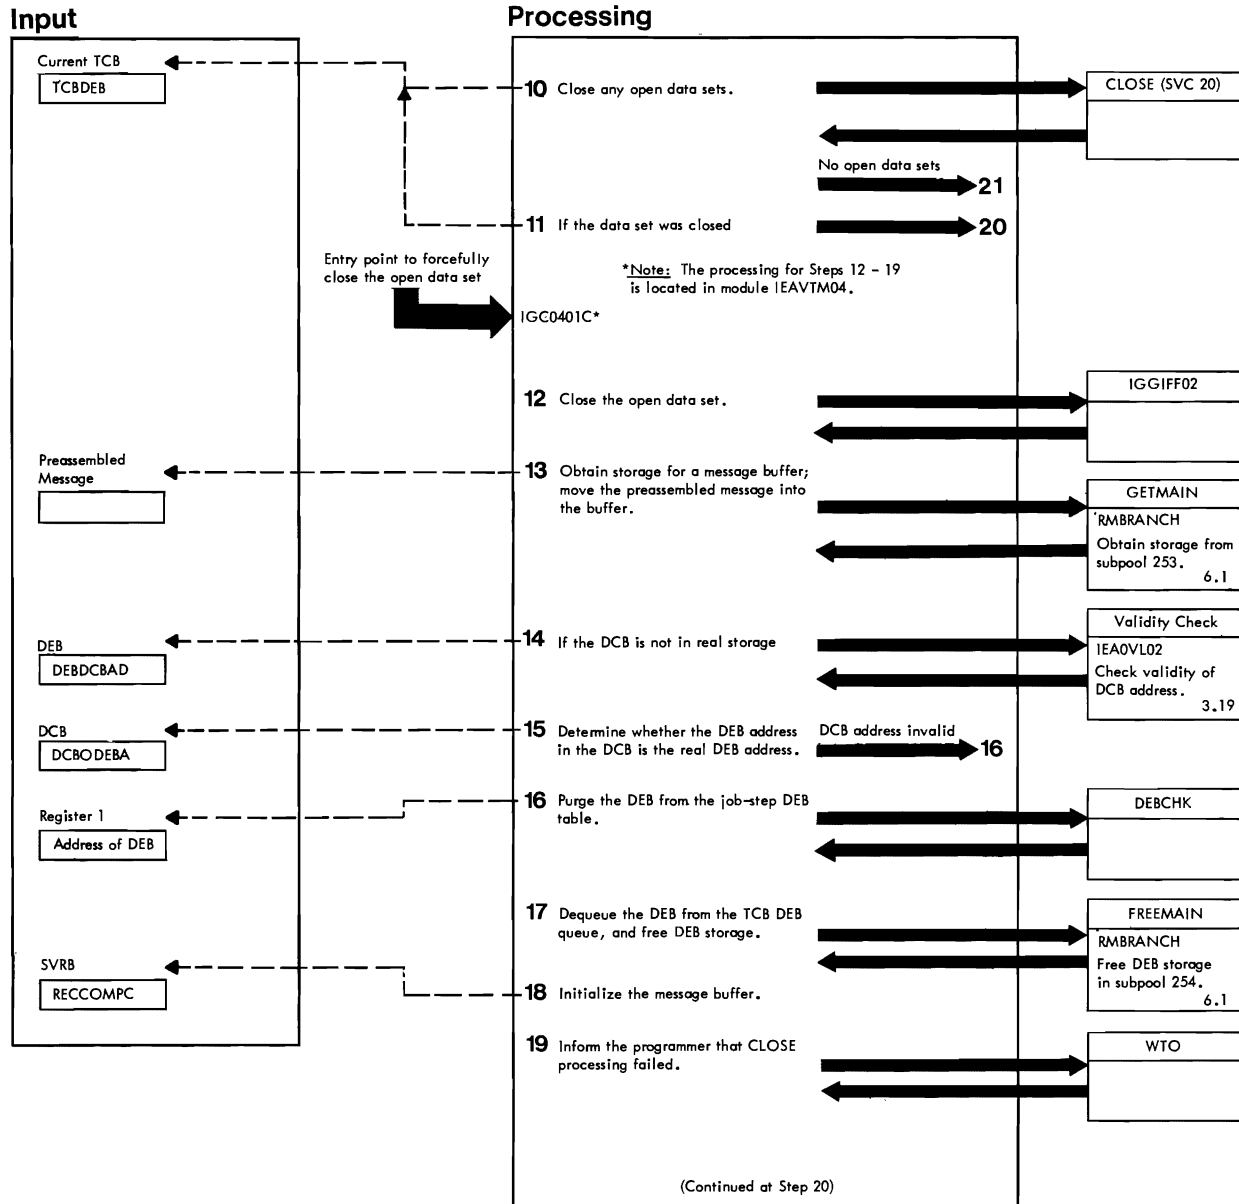 Input
Processing
Current TCB
TCBDEB
10 Close any open data sets.
CLOSE (SVC 20)
No open data sets
21
11 If the data set was closed
20
Entry point to forcefully
close the open data set
*Note: The processing for Steps 12 - 19
is located in module IEAVTM04.
IGC0401C*
12 Close the open data set.
IGGIFF02
Preassembled
Message
13 Obtain storage for a message buffer;
move the preassembled message into
the buffer.
GETMAIN
RMBRANCH
Obtain storage from
subpool 253.
6.1
DEB
DEBDCBAD
14 If the DCB is not in real storage
Validity Check
IEA0VL02
Check validity of
DCB address.
3.19
DCB
DCBODEBA
15 Determine whether the DEB address
in the DCB is the real DEB address.
DCB address invalid
16
Register 1
Address of DEB
16 Purge the DEB from the job-step DEB
table.
DEBCHK
17 Dequeue the DEB from the TCB DEB
queue, and free DEB storage.
FREEMAIN
RMBRANCH
Free DEB storage
in subpool 254.
6.1
SVRB
RECCOMPC
18 Initialize the message buffer.
19 Inform the programmer that CLOSE
processing failed.
WTO
(Continued at Step 20)